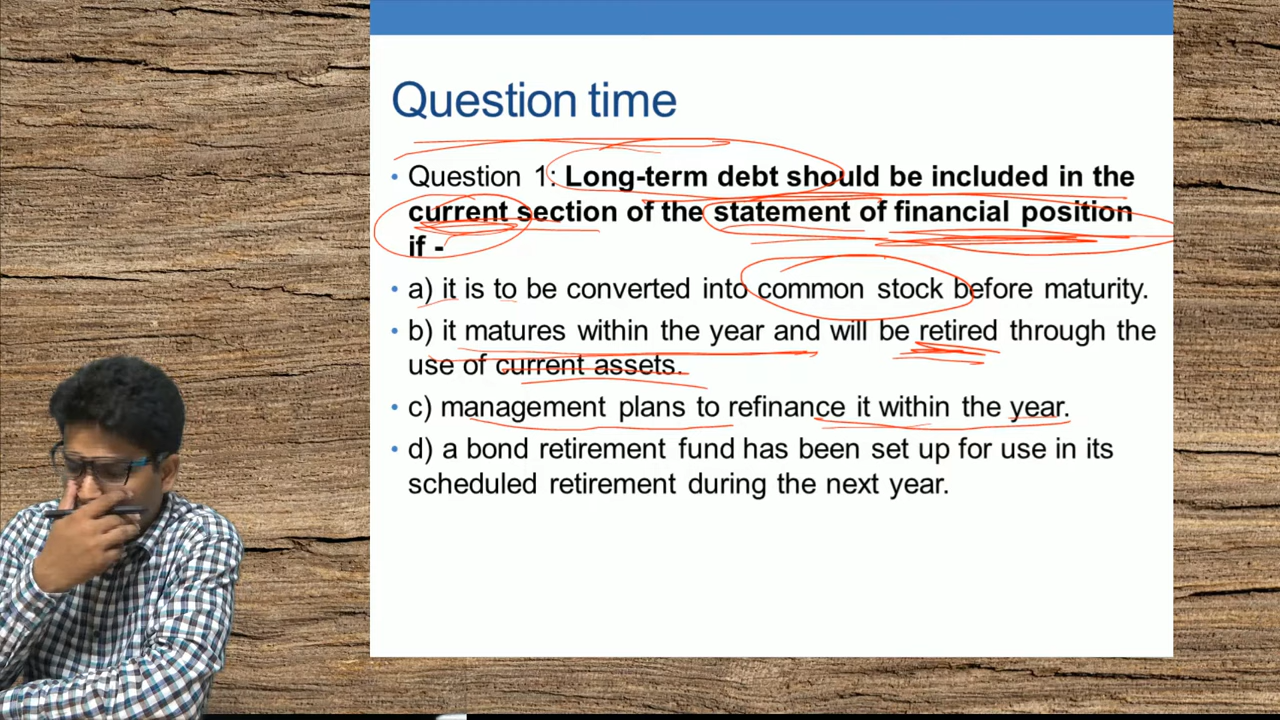 Question time
• Question 1: Long-term debt should be included in the
current section of the statement of financial position
if -
• a) it is to be converted into common stock before maturity.
• b) it matures within the year and will be retired through the
use of current assets.
• c) management plans to refinance it within the year.
• d) a bond retirement fund has been set up for use in its
scheduled retirement during the next year.